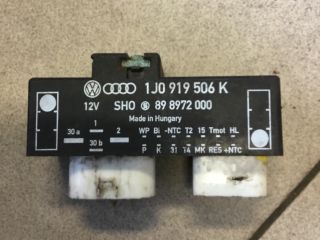 1J0 919 506 K
12V SHO S 89 8972 000
Made in Hungary
30a 1 2 WP Bi -NTC T2 15 Tmot HL
30b P K 31 T4 MK RES +NTC